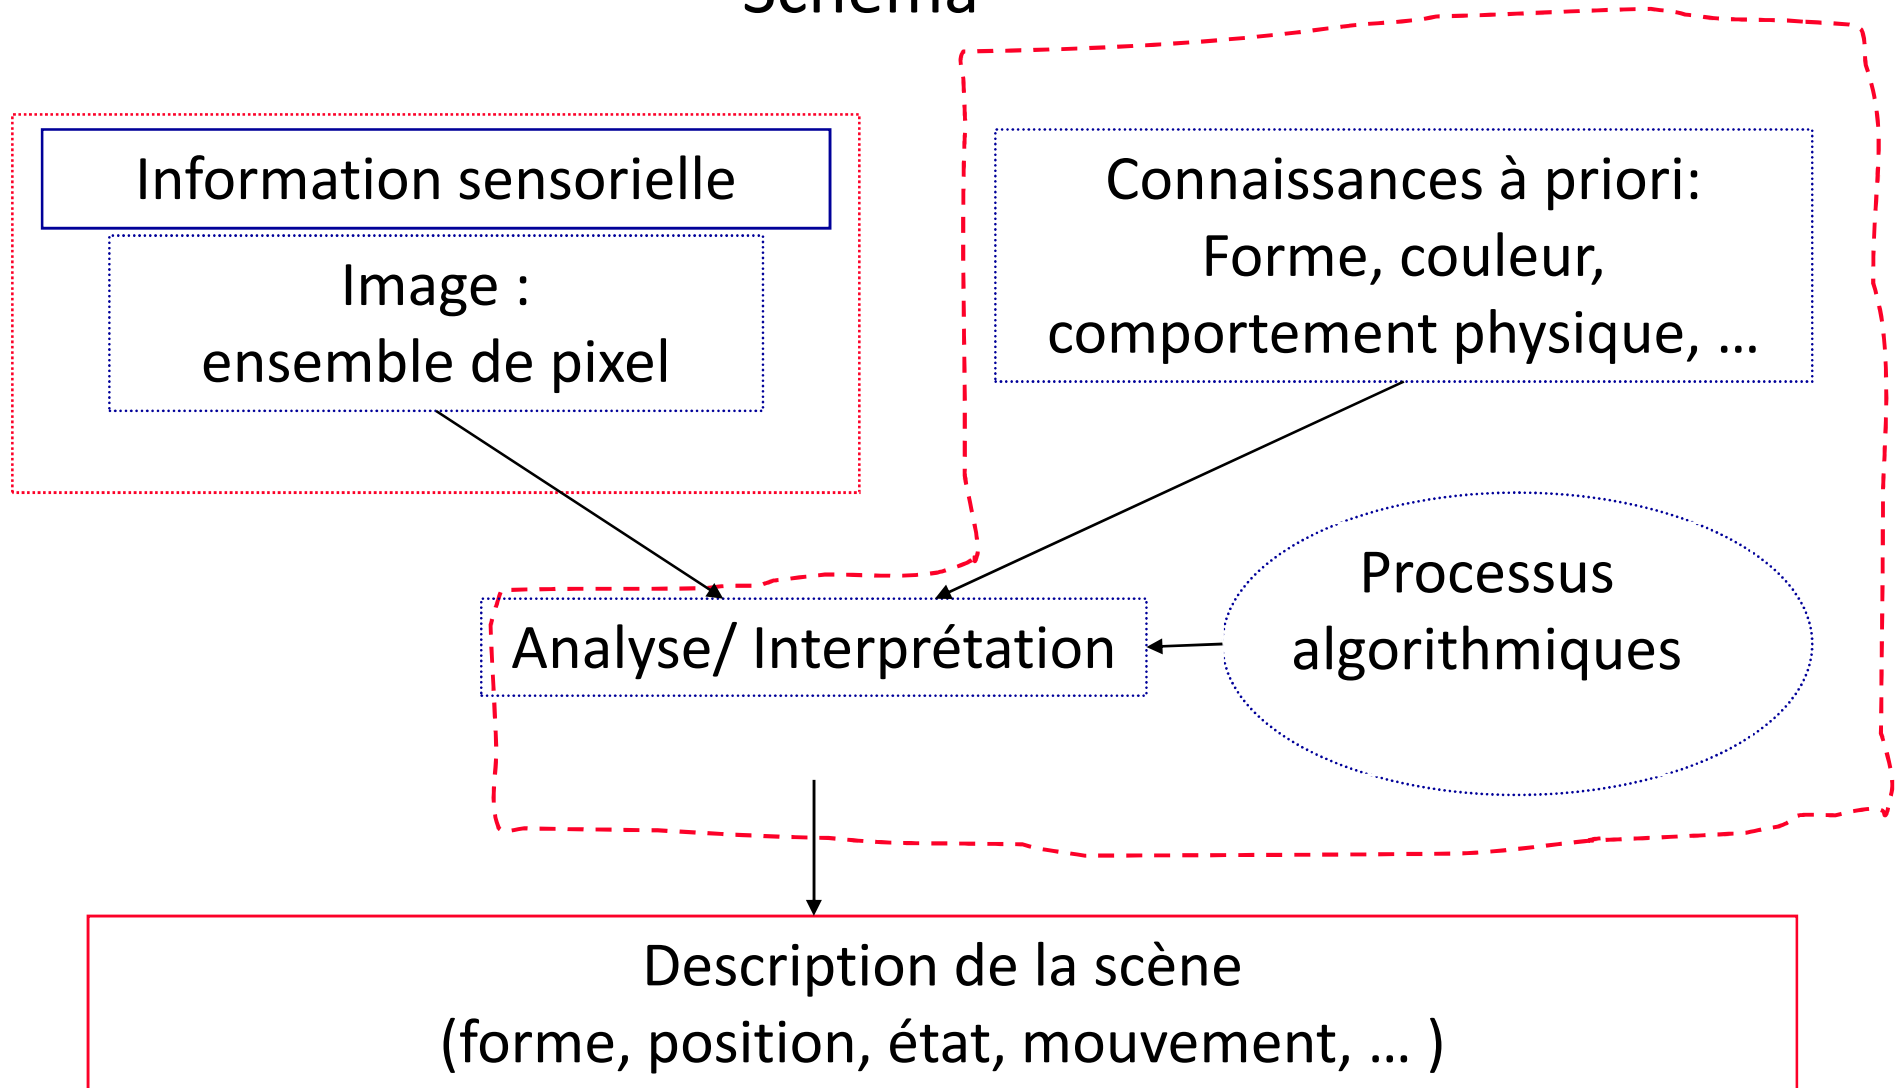 Schéma
Information sensorielle
Image :
ensemble de pixel
Connaissances à priori:
Forme, couleur,
comportement physique, ...
Processus
algorithmiques
Analyse/ Interprétation
Description de la scène
(forme, position, état, mouvement, ... )